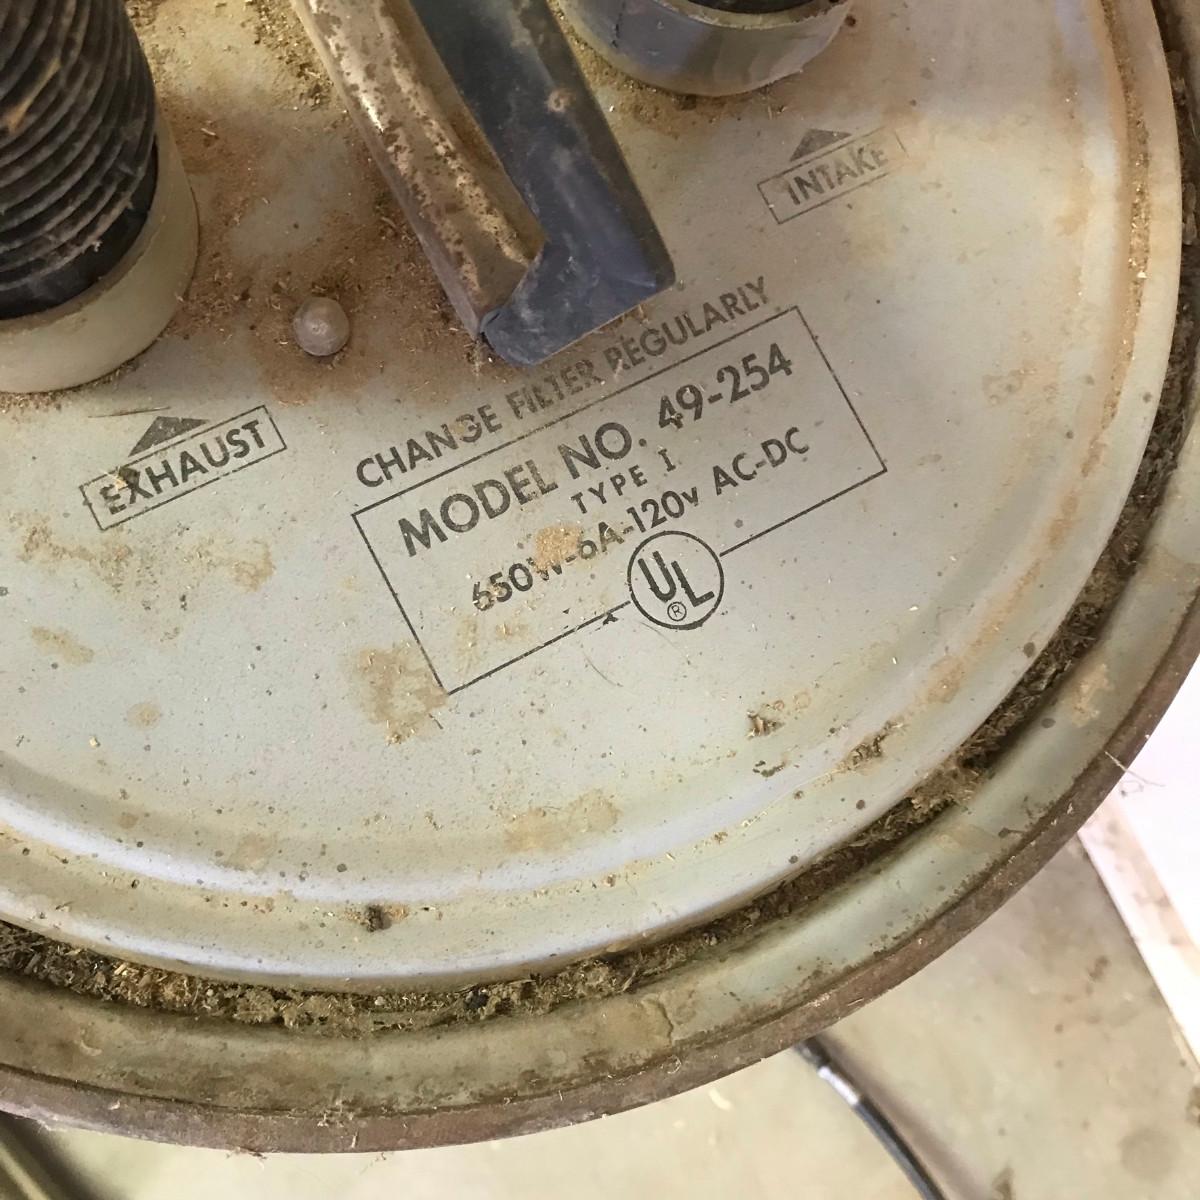 INTAKE
CHANGE FILTER REGULARLY
EXHAUST
MODEL NO. 49-254
TYPE I
650W-6A-120v AC-DC
UL
®